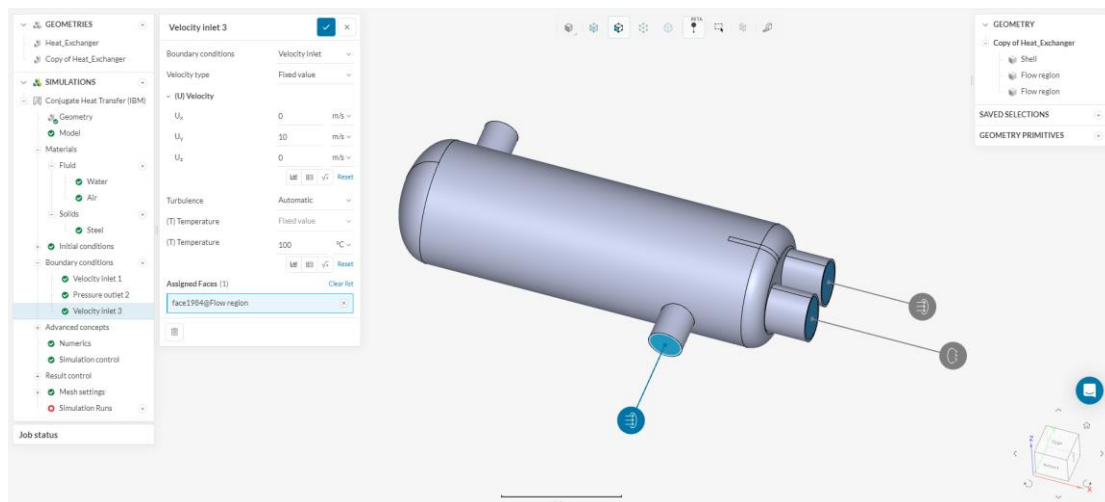 GEOMETRIES
Heat_Exchanger
Copy of Heat_Exchanger
SIMULATIONS
Conjugate Heat Transfer (IBM)
Geometry
Model
Materials
Fluid
Water
Air
Solids
Steel
Initial conditions
Boundary conditions
Velocity inlet 1
Pressure outlet 2
Velocity inlet 3
Advanced concepts
Numerics
Simulation control
Result control
Mesh settings
Simulation Runs
Job status
Velocity inlet 3
Boundary conditions Velocity inlet
Velocity type Fixed value
(U) Velocity
Ux 0 m/s
Uy 10 m/s
Uz 0 m/s
Reset
Turbulence Automatic
(T) Temperature Fixed value
(T) Temperature 100 °C
Reset
Assigned Faces (1) Clear list
face1984@Flow region
BETA
GEOMETRY
Copy of Heat_Exchanger
Shell
Flow region
Flow region
SAVED SELECTIONS
GEOMETRY PRIMITIVES
Z
X